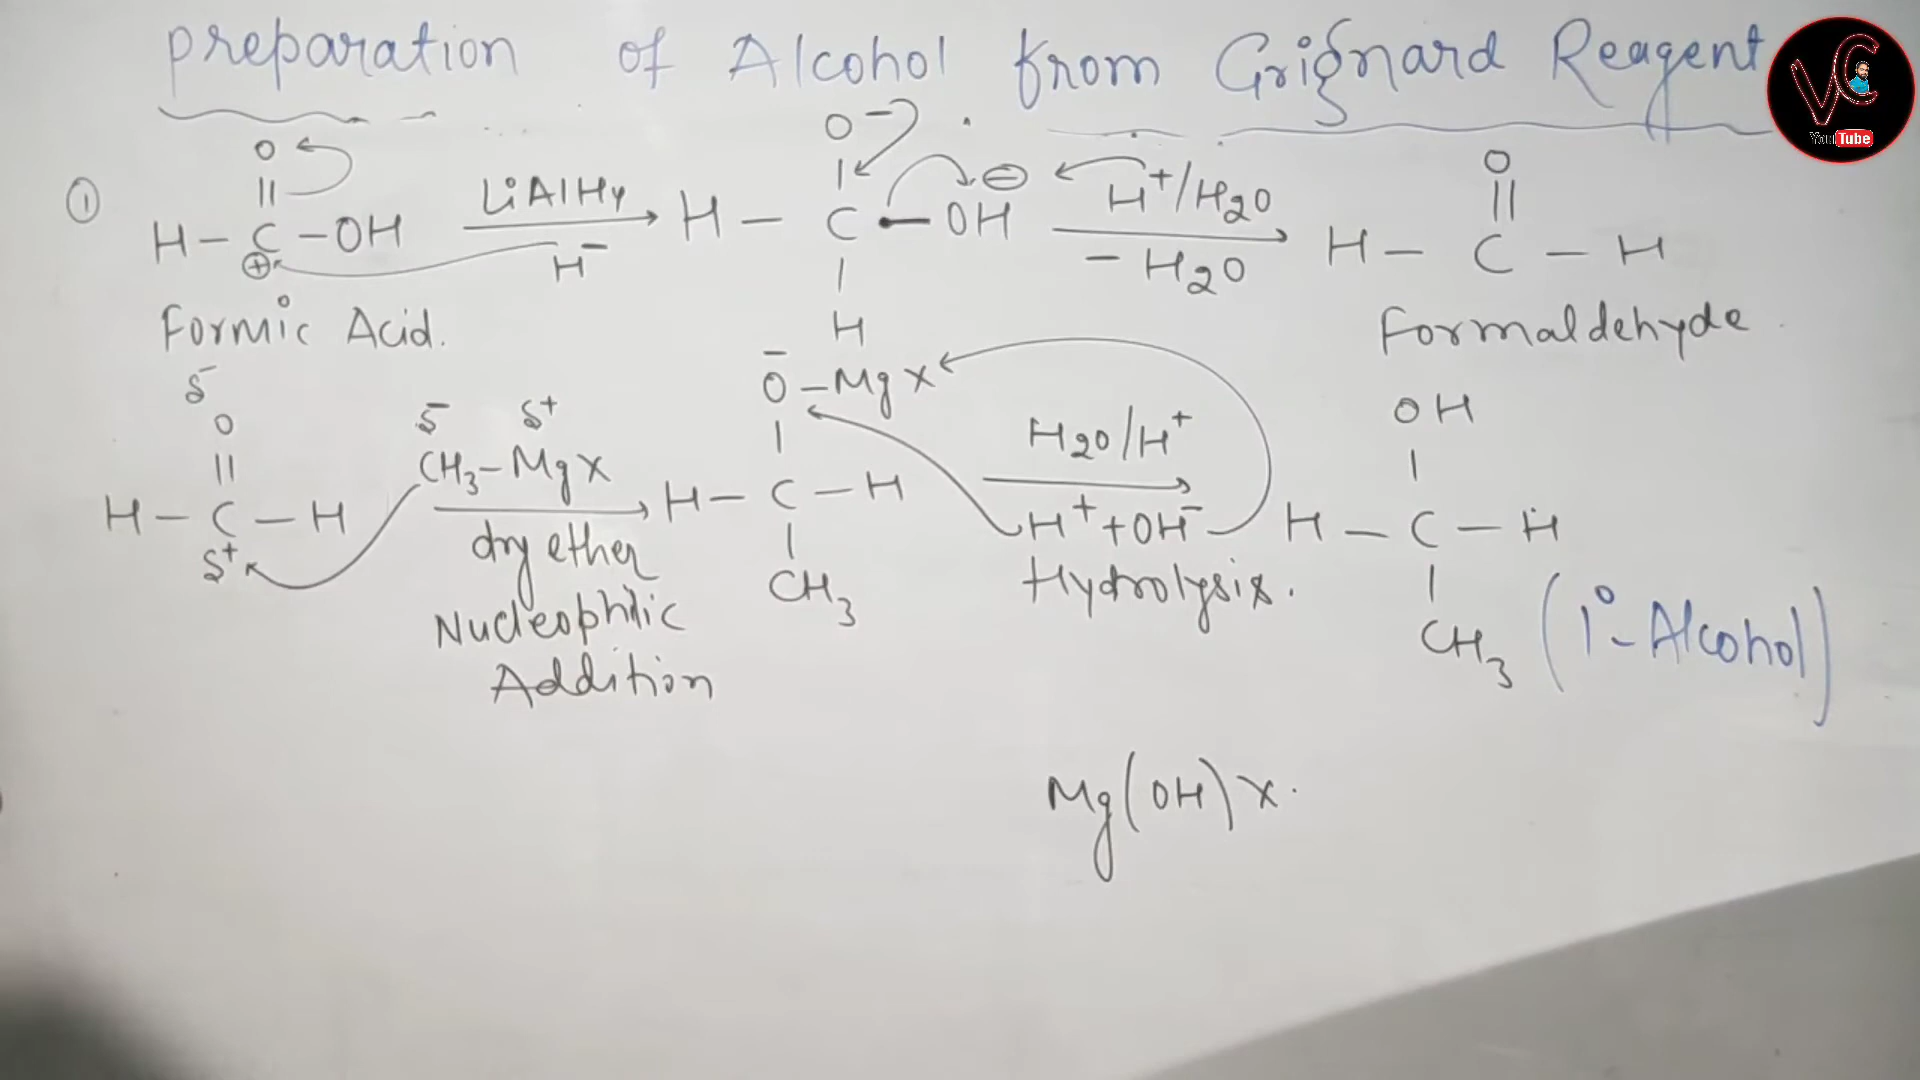 preparation of Alcohol from Grignard Reagent
VC
YouTube
①
O
||
H – C – OH
⊕
Formic Acid.
LiAlH4
H⁻
O⁻
|
H – C – OH
⊖
|
H
H⁺/H2O
– H2O
O
||
H – C – H
Formaldehyde
δ⁻
O
||
H – C – H
δ⁺
δ⁻ δ⁺
CH3–MgX
dry ether
Nucleophilic
Addition
O⁻–MgX
|
H – C – H
|
CH3
H2O/H⁺
H⁺+OH⁻
Hydrolysis.
OH
|
H – C – H
|
CH3
(1°-Alcohol)
Mg(OH)X.